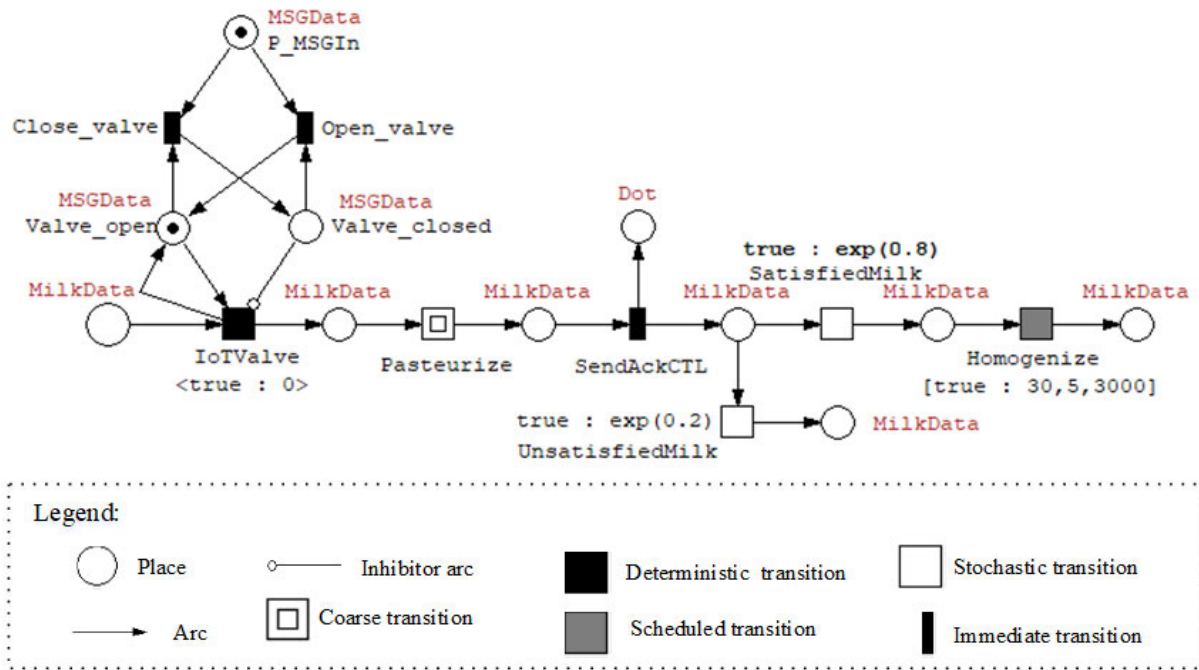 MSGData
P_MSGIn
Close_valve
Open_valve
MSGData
Valve_open
MSGData
Valve_closed
Dot
true : exp(0.8)
SatisfiedMilk
MilkData
MilkData
MilkData
MilkData
MilkData
MilkData
IoTValve
<true : 0>
Pasteurize
SendAckCTL
Homogenize
[true : 30,5,3000]
true : exp(0.2)
UnsatisfiedMilk
MilkData
Legend:
Place
Inhibitor arc
Deterministic transition
Stochastic transition
Arc
Coarse transition
Scheduled transition
Immediate transition